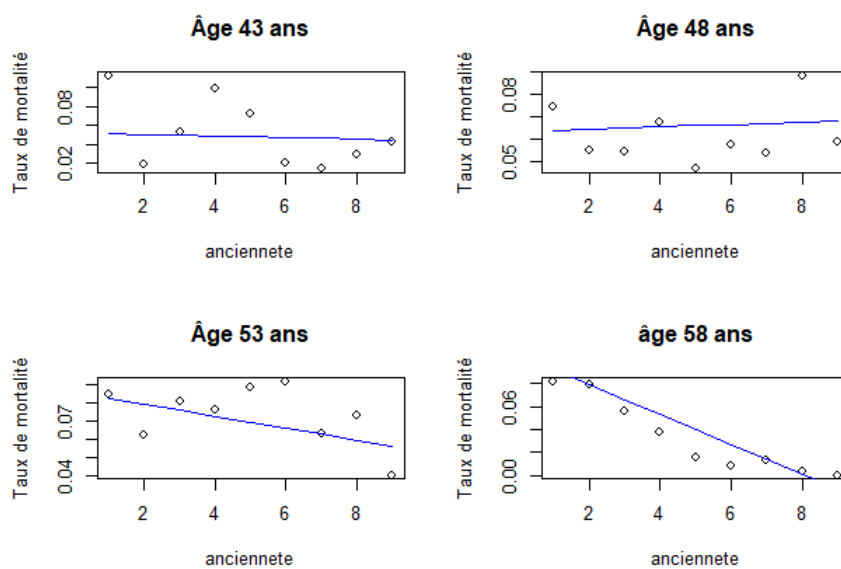 Âge 43 ans
Taux de mortalité
0.02 0.08
2 4 6 8
anciennete
Âge 48 ans
Taux de mortalité
0.05 0.08
2 4 6 8
anciennete
Âge 53 ans
Taux de mortalité
0.04 0.07
2 4 6 8
anciennete
âge 58 ans
Taux de mortalité
0.00 0.06
2 4 6 8
anciennete